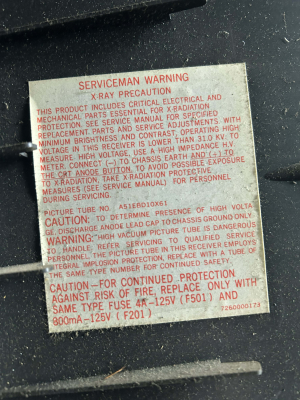 SERVICEMAN WARNING
X-RAY PRECAUTION
THIS PRODUCT INCLUDES CRITICAL ELECTRICAL AND
MECHANICAL PARTS ESSENTIAL FOR X-RADIATION
PROTECTION. SEE SERVICE MANUAL FOR SPECIFIED
REPLACEMENT. PARTS AND SERVICE ADJUSTMENTS WITH
MINIMUM BRIGHTNESS AND CONTRAST, OPERATING HIGH
VOLTAGE IN THIS RECEIVER IS LOWER THAN 31.0 KV. TO
MEASURE. HIGH VOLTAGE, USE A HIGH IMPEDANCE H.V
METER. CONNECT (–) TO CHASSIS EARTH AND (+) TO
THE CRT ANODE BUTTON. TO AVOID POSSIBLE EXPOSURE
TO X-RADIATION, TAKE X-RADIATION PROTECTIVE
MEASURES (SEE SERVICE MANUAL) FOR PERSONNEL
DURING SERVICING.
PICTURE TUBE NO. A51EBD10X61
CAUTION: TO DETERMINE PRESENCE OF HIGH VOLTA
GE, DISCHARGE ANODE LEAD CAP TO CHASSIS GROUND ONLY.
WARNING: HIGH VACUUM PICTURE TUBE IS DANGEROUS
TO HANDLE. REFER SERVICING TO QUALIFIED SERVICE
PERSONNEL. THE PICTURE TUBE IN THIS RECEIVER EMPLOYS
INTEGRAL IMPLOSION PROTECTION, REPLACE WITH A TUBE OF
THE SAME TYPE NUMBER FOR CONTINUED SAFETY.
CAUTION –FOR CONTINUED PROTECTION
AGAINST RISK OF FIRE, REPLACE ONLY WITH
SAME TYPE FUSE 4A-125V (F501) AND
800mA-125V (F201)
7260000173